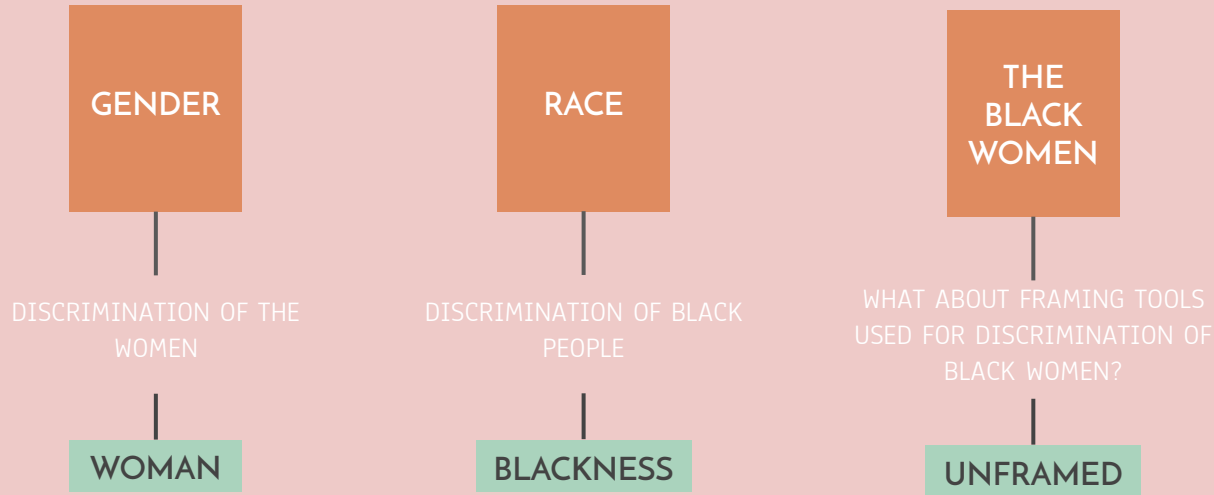 GENDER
DISCRIMINATION OF THE
WOMEN
WOMAN
RACE
DISCRIMINATION OF BLACK
PEOPLE
BLACKNESS
THE
BLACK
WOMEN
WHAT ABOUT FRAMING TOOLS
USED FOR DISCRIMINATION OF
BLACK WOMEN?
UNFRAMED